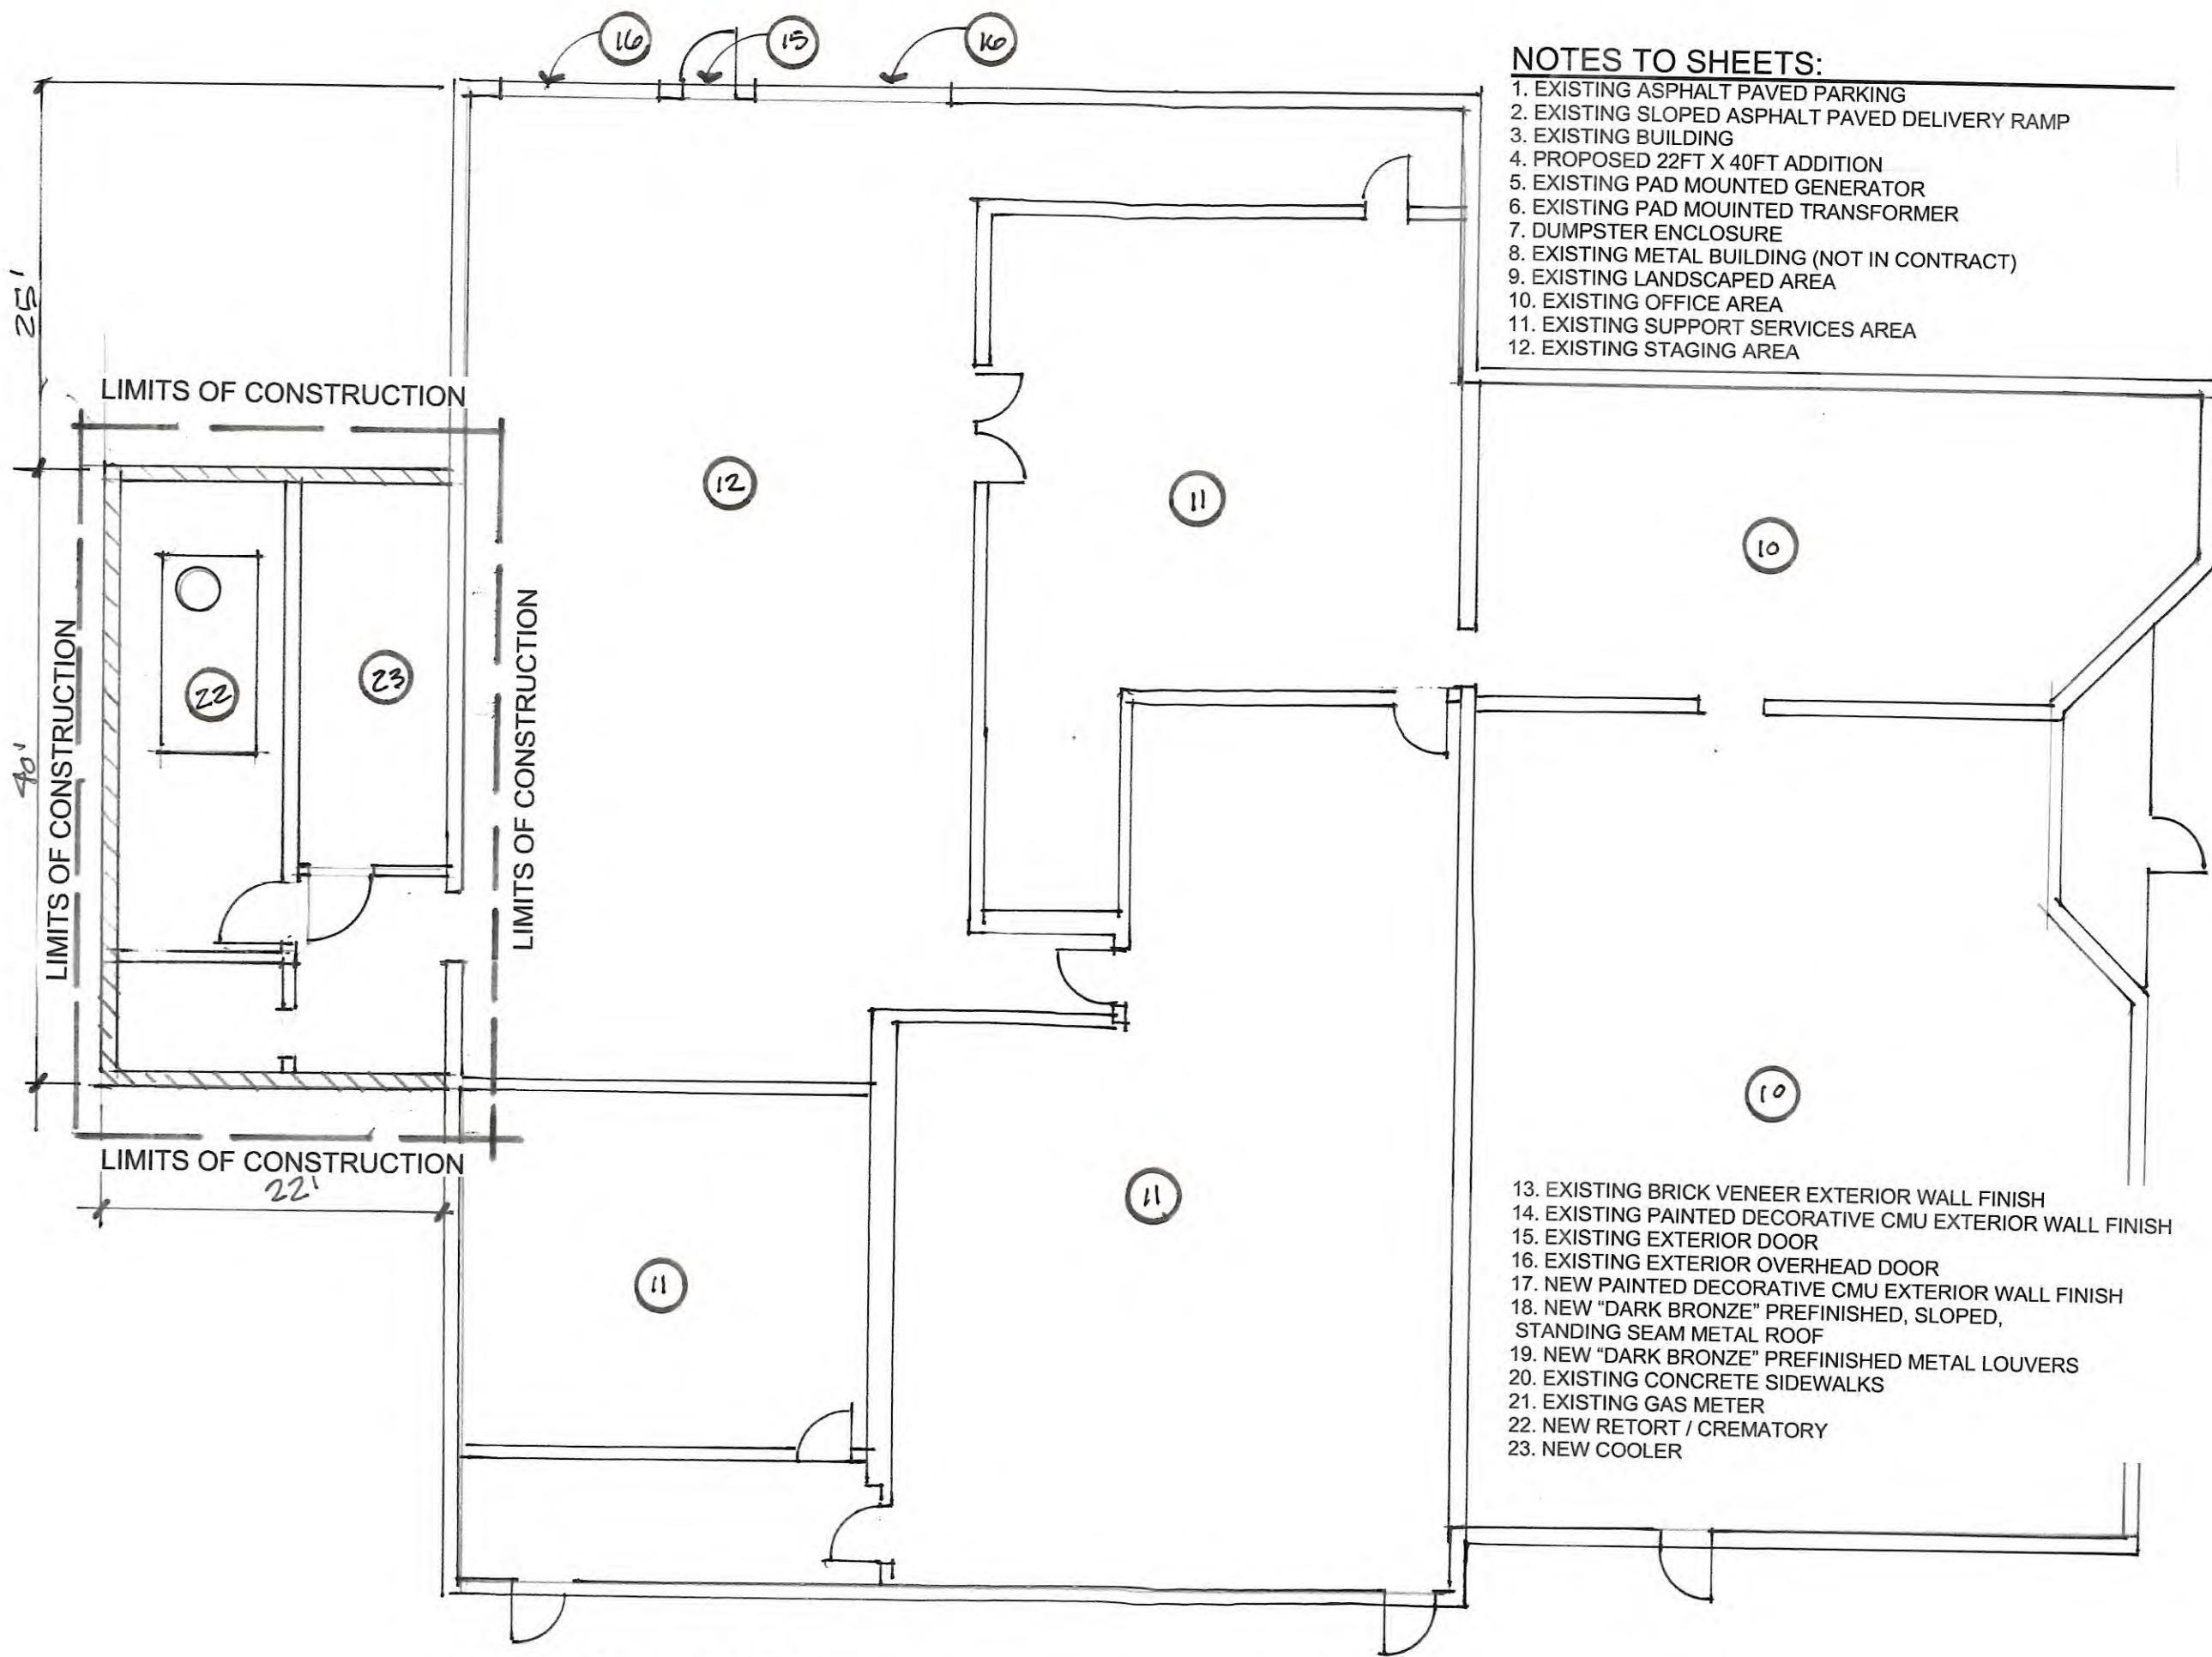 16
15
16
NOTES TO SHEETS:
1. EXISTING ASPHALT PAVED PARKING
2. EXISTING SLOPED ASPHALT PAVED DELIVERY RAMP
3. EXISTING BUILDING
4. PROPOSED 22FT X 40FT ADDITION
5. EXISTING PAD MOUNTED GENERATOR
6. EXISTING PAD MOUINTED TRANSFORMER
7. DUMPSTER ENCLOSURE
8. EXISTING METAL BUILDING (NOT IN CONTRACT)
9. EXISTING LANDSCAPED AREA
10. EXISTING OFFICE AREA
11. EXISTING SUPPORT SERVICES AREA
12. EXISTING STAGING AREA
25'
LIMITS OF CONSTRUCTION
12
11
10
22
23
40'
LIMITS OF CONSTRUCTION
LIMITS OF CONSTRUCTION
LIMITS OF CONSTRUCTION
22'
11
11
10
13. EXISTING BRICK VENEER EXTERIOR WALL FINISH
14. EXISTING PAINTED DECORATIVE CMU EXTERIOR WALL FINISH
15. EXISTING EXTERIOR DOOR
16. EXISTING EXTERIOR OVERHEAD DOOR
17. NEW PAINTED DECORATIVE CMU EXTERIOR WALL FINISH
18. NEW “DARK BRONZE” PREFINISHED, SLOPED,
STANDING SEAM METAL ROOF
19. NEW “DARK BRONZE” PREFINISHED METAL LOUVERS
20. EXISTING CONCRETE SIDEWALKS
21. EXISTING GAS METER
22. NEW RETORT / CREMATORY
23. NEW COOLER